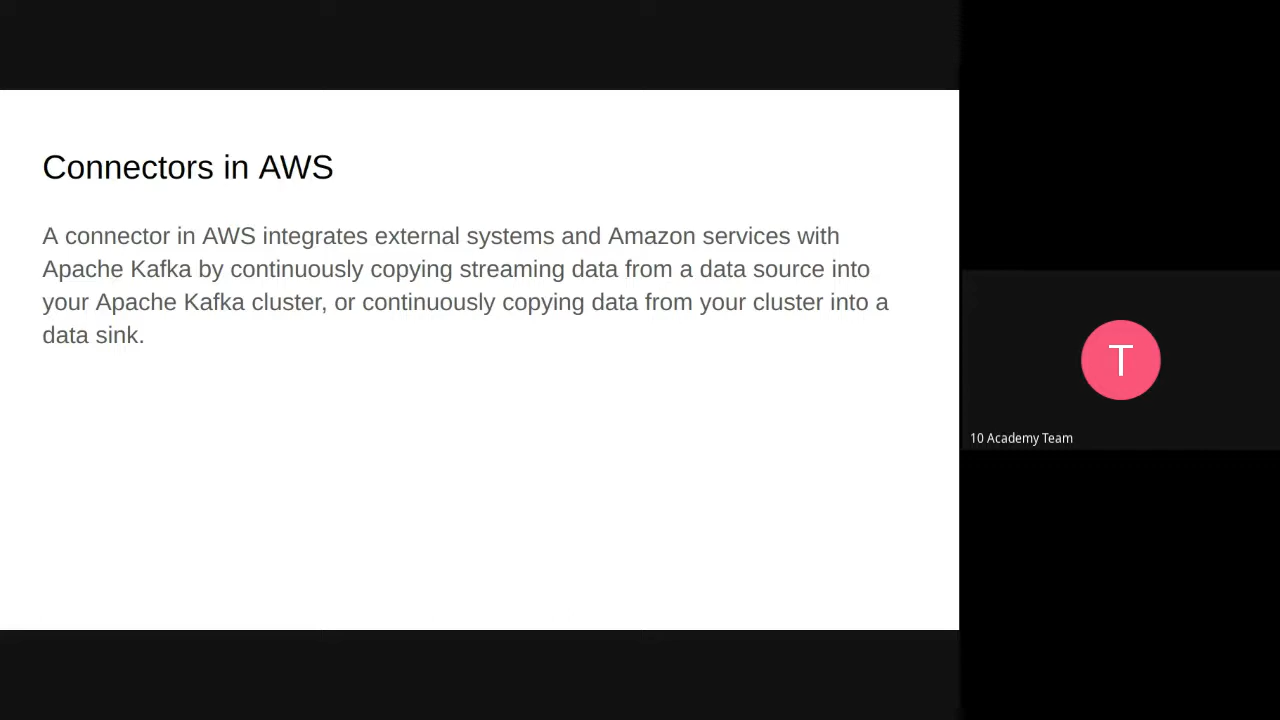 Connectors in AWS
A connector in AWS integrates external systems and Amazon services with
Apache Kafka by continuously copying streaming data from a data source into
your Apache Kafka cluster, or continuously copying data from your cluster into a
data sink.
T
10 Academy Team